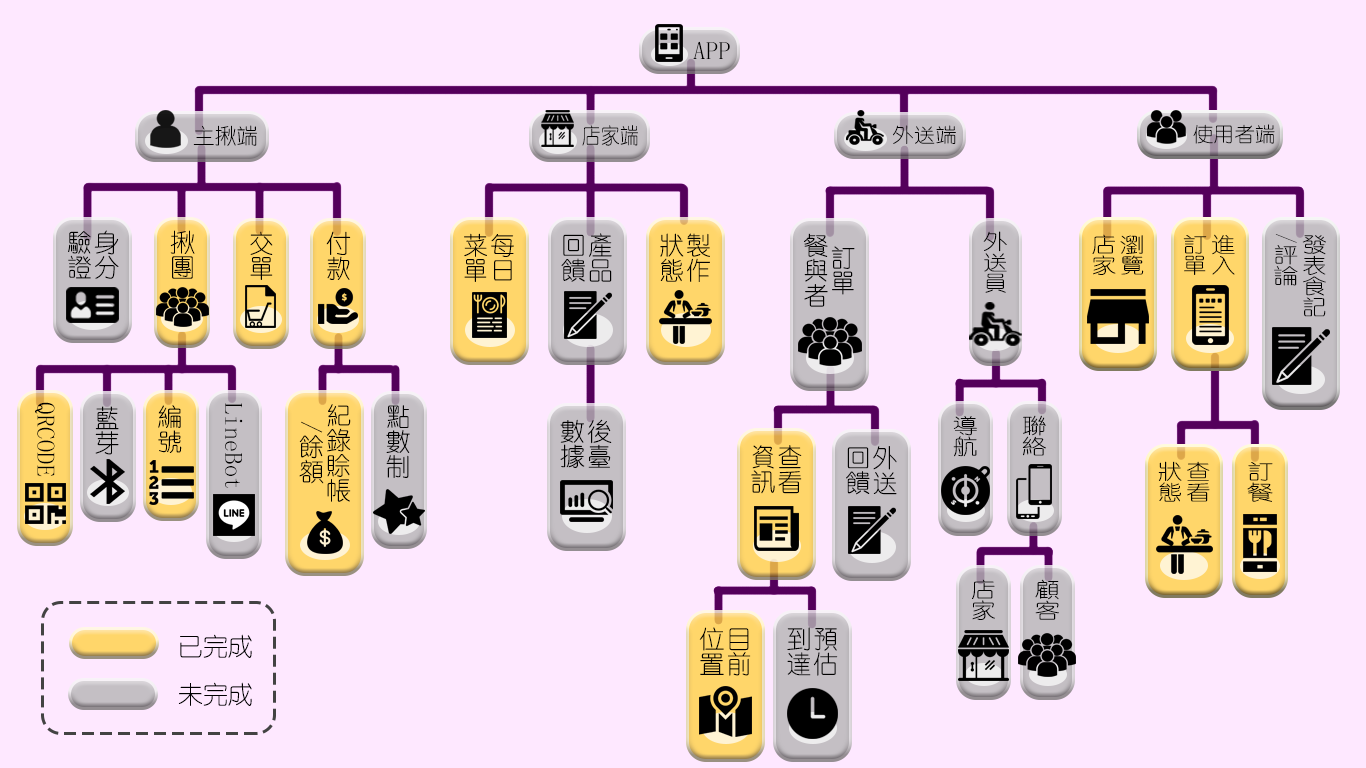 APP
主揪端
店家端
外送端
使用者端
身分
驗證
揪團
交單
付款
每日
菜單
產品
回饋
製作
狀態
訂單
參與者
外送員
瀏覽
店家
進入
訂單
發表食記
/評論
QRCODE
藍芽
編號
LineBot
LINE
紀錄賒帳
/餘額
點數制
後臺
數據
查看
資訊
外送
回饋
導航
聯絡
查看
狀態
訂餐
店家
顧客
目前
位置
預估
到達
已完成
未完成
1
2
3
$
$